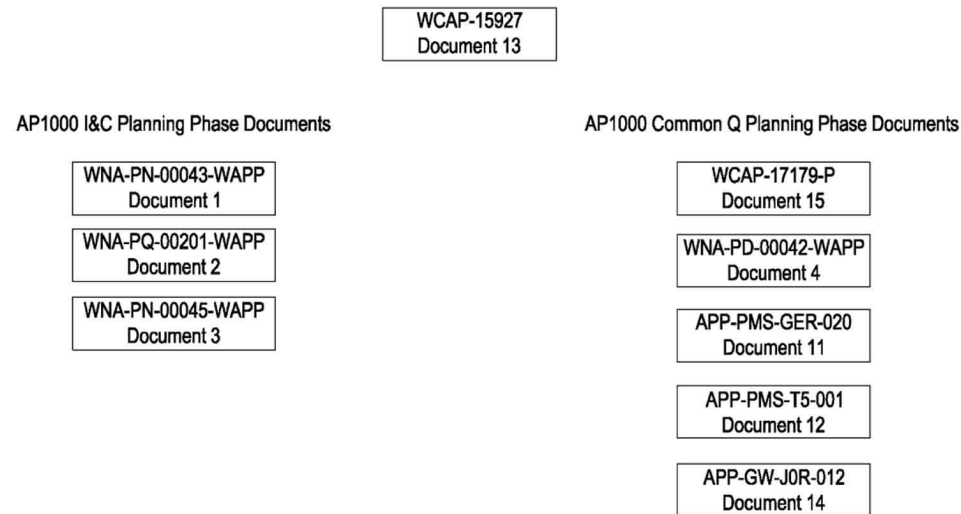 WCAP-15927
Document 13
AP1000 I&C Planning Phase Documents
WNA-PN-00043-WAPP
Document 1
WNA-PQ-00201-WAPP
Document 2
WNA-PN-00045-WAPP
Document 3
AP1000 Common Q Planning Phase Documents
WCAP-17179-P
Document 15
WNA-PD-00042-WAPP
Document 4
APP-PMS-GER-020
Document 11
APP-PMS-T5-001
Document 12
APP-GW-J0R-012
Document 14